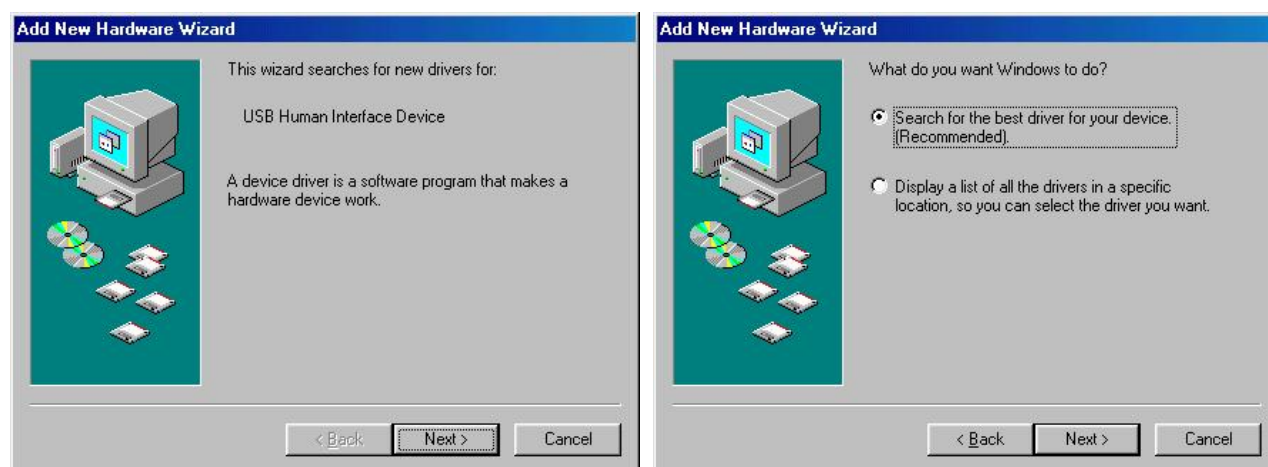 Add New Hardware Wizard
This wizard searches for new drivers for:
USB Human Interface Device
A device driver is a software program that makes a
hardware device work.
< Back
Next >
Cancel
Add New Hardware Wizard
What do you want Windows to do?
Search for the best driver for your device.
(Recommended).
Display a list of all the drivers in a specific
location, so you can select the driver you want.
< Back
Next >
Cancel